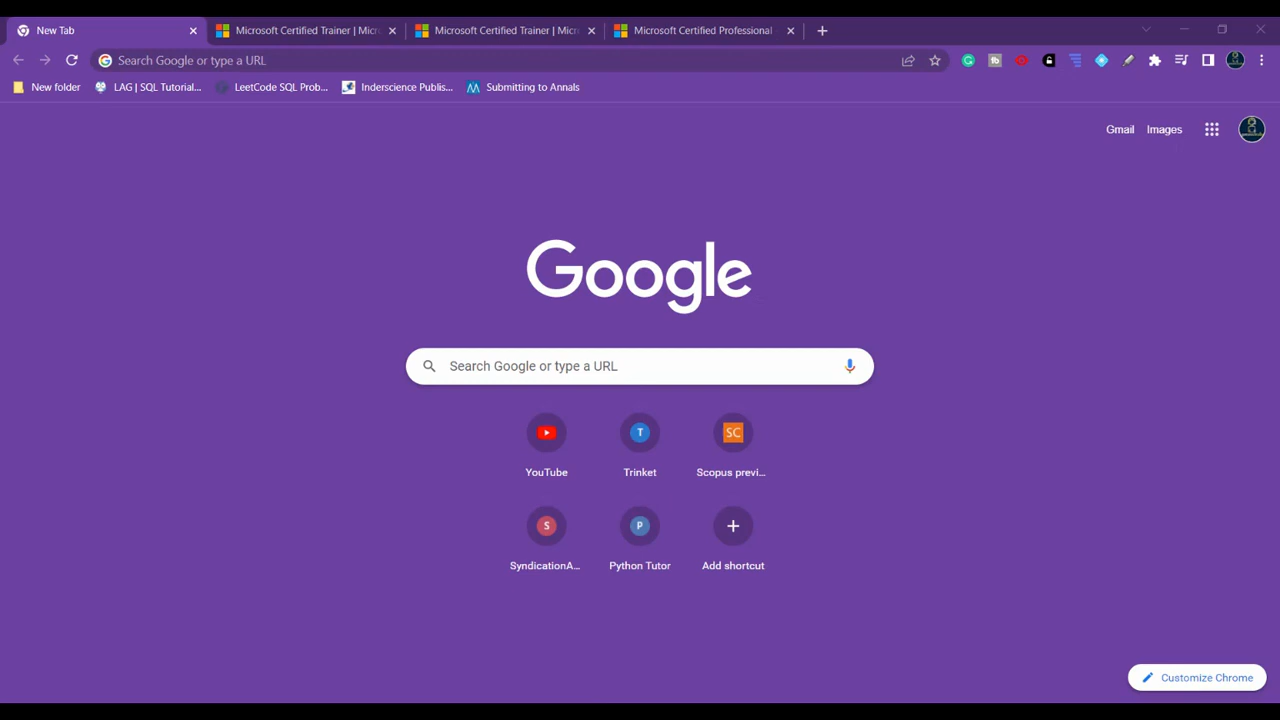 New Tab
Microsoft Certified Trainer | Micr
Microsoft Certified Trainer | Micr
Microsoft Certified Professional
Search Google or type a URL
New folder
LAG | SQL Tutorial...
LeetCode SQL Prob...
Inderscience Publis...
Submitting to Annals
Gmail
Images
Google
Search Google or type a URL
YouTube
T
Trinket
SC
Scopus previ...
S
SyndicationA...
P
Python Tutor
Add shortcut
Customize Chrome